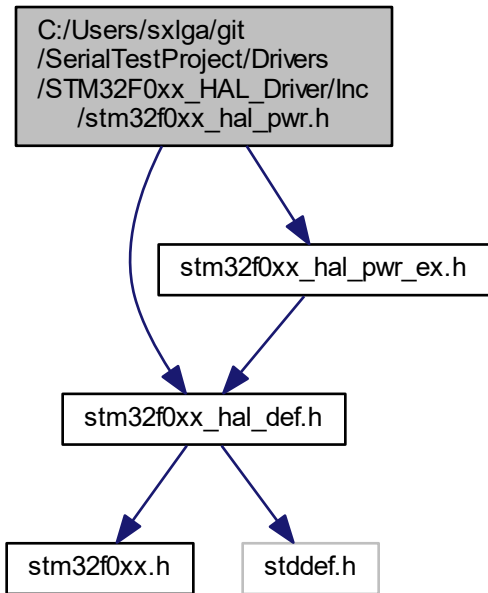 C:/Users/sxlga/git
/SerialTestProject/Drivers
/STM32F0xx_HAL_Driver/Inc
/stm32f0xx_hal_pwr.h
stm32f0xx_hal_pwr_ex.h
stm32f0xx_hal_def.h
stm32f0xx.h
stddef.h